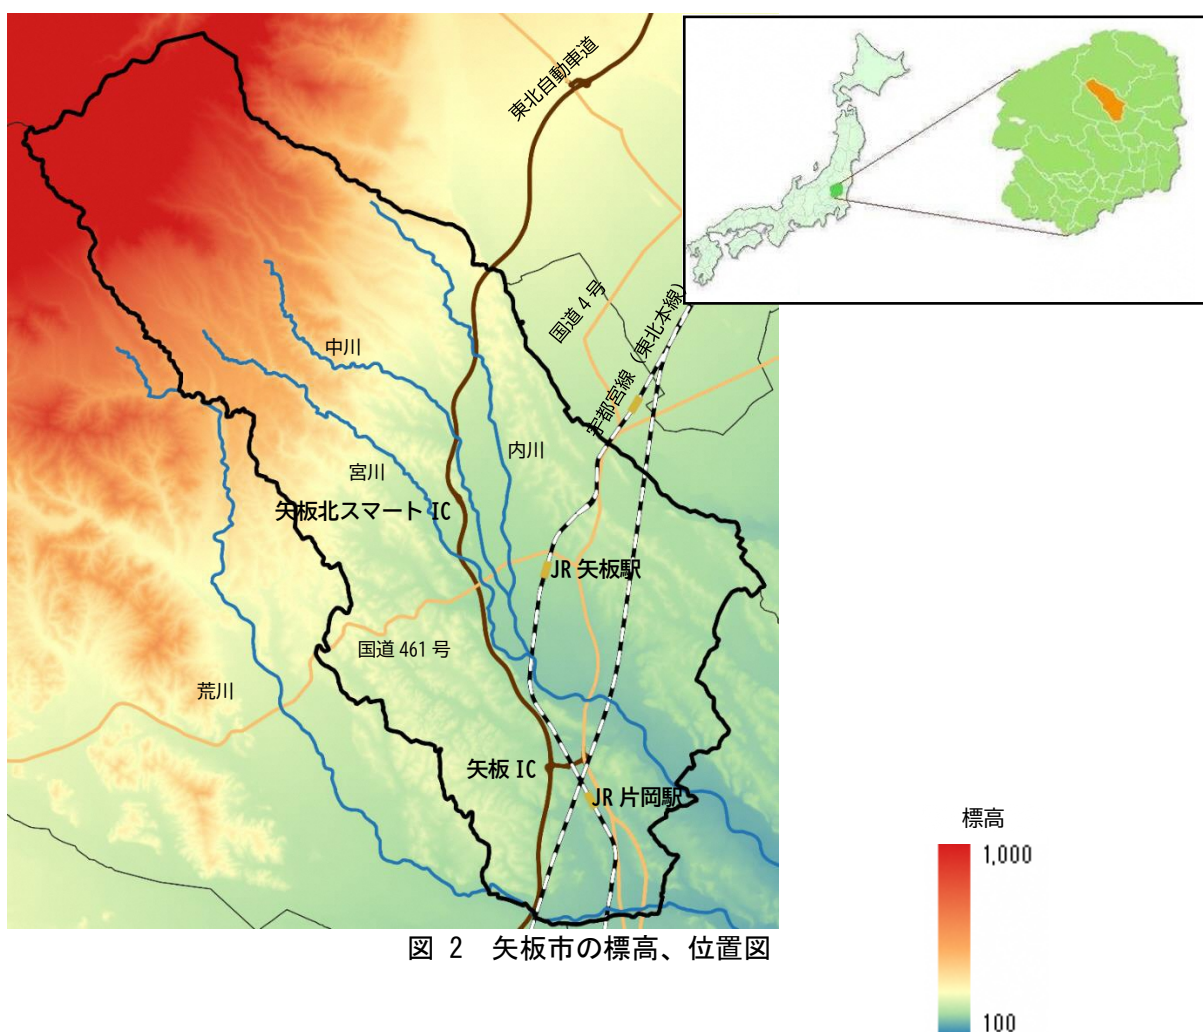 東北自動車道
国道4号
宇都宮線（東北本線）
中川
内川
宮川
矢板北スマート IC
JR 矢板駅
国道 461 号
荒川
矢板 IC
JR 片岡駅
標高
1,000
100
図 2　矢板市の標高、位置図